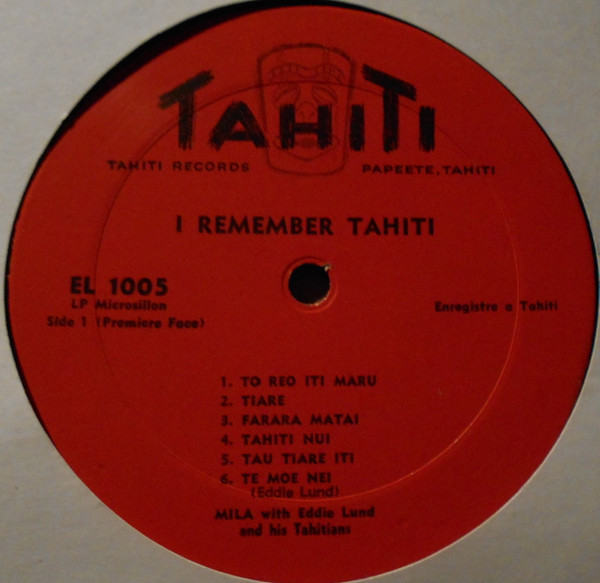 TAHITI
TAHITI RECORDS PAPEETE, TAHITI
I REMEMBER TAHITI
EL 1005
LP Microsillon
Side 1 (Premiere Face)
Enregistre a Tahiti
1. TO REO ITI MARU
2. TIARE
3. FARARA MATAI
4. TAHITI NUI
5. TAU TIARE ITI
6. TE MOE NEI
(Eddie Lund)
MILA with Eddie Lund
and his Tahitians